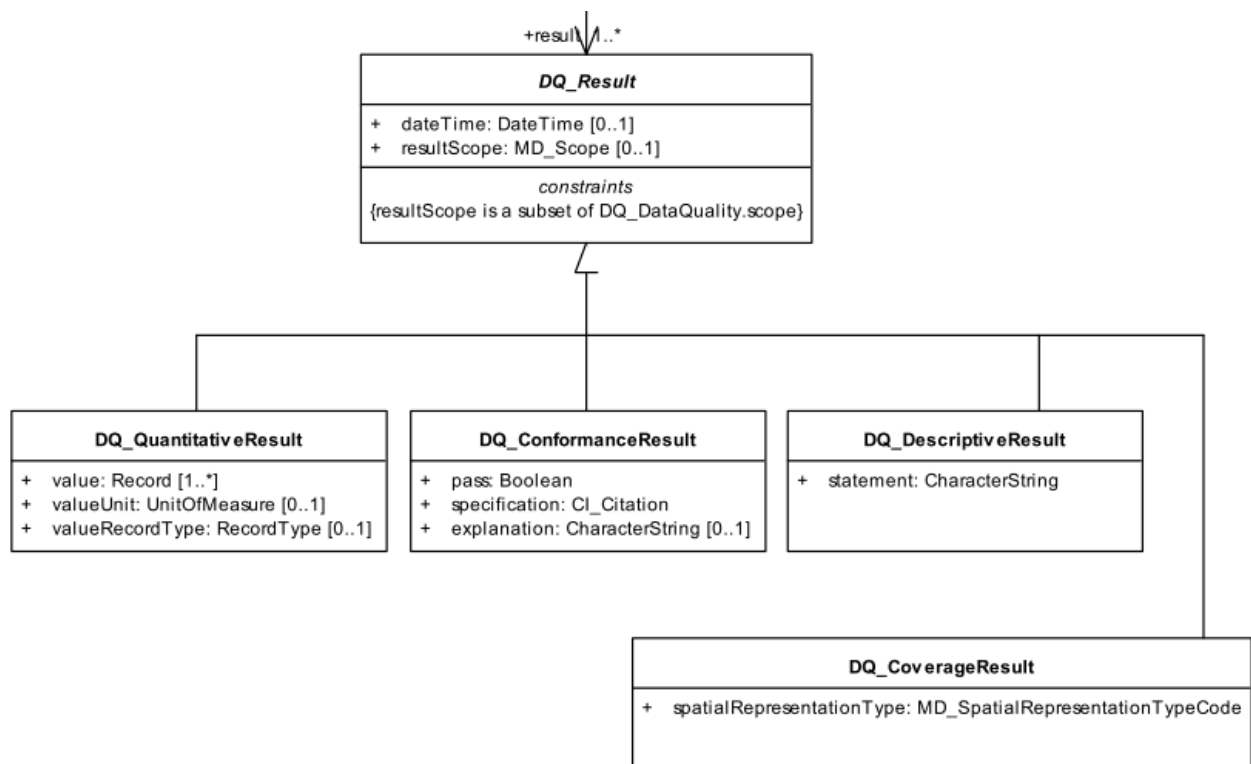 +result 1..*
DQ_Result
+ dateTime: DateTime [0..1]
+ resultScope: MD_Scope [0..1]
constraints
{resultScope is a subset of DQ_DataQuality.scope}
DQ_QuantitativeResult
+ value: Record [1..*]
+ valueUnit: UnitOfMeasure [0..1]
+ valueRecordType: RecordType [0..1]
DQ_ConformanceResult
+ pass: Boolean
+ specification: CI_Citation
+ explanation: CharacterString [0..1]
DQ_DescriptiveResult
+ statement: CharacterString
DQ_CoverageResult
+ spatialRepresentationType: MD_SpatialRepresentationTypeCode